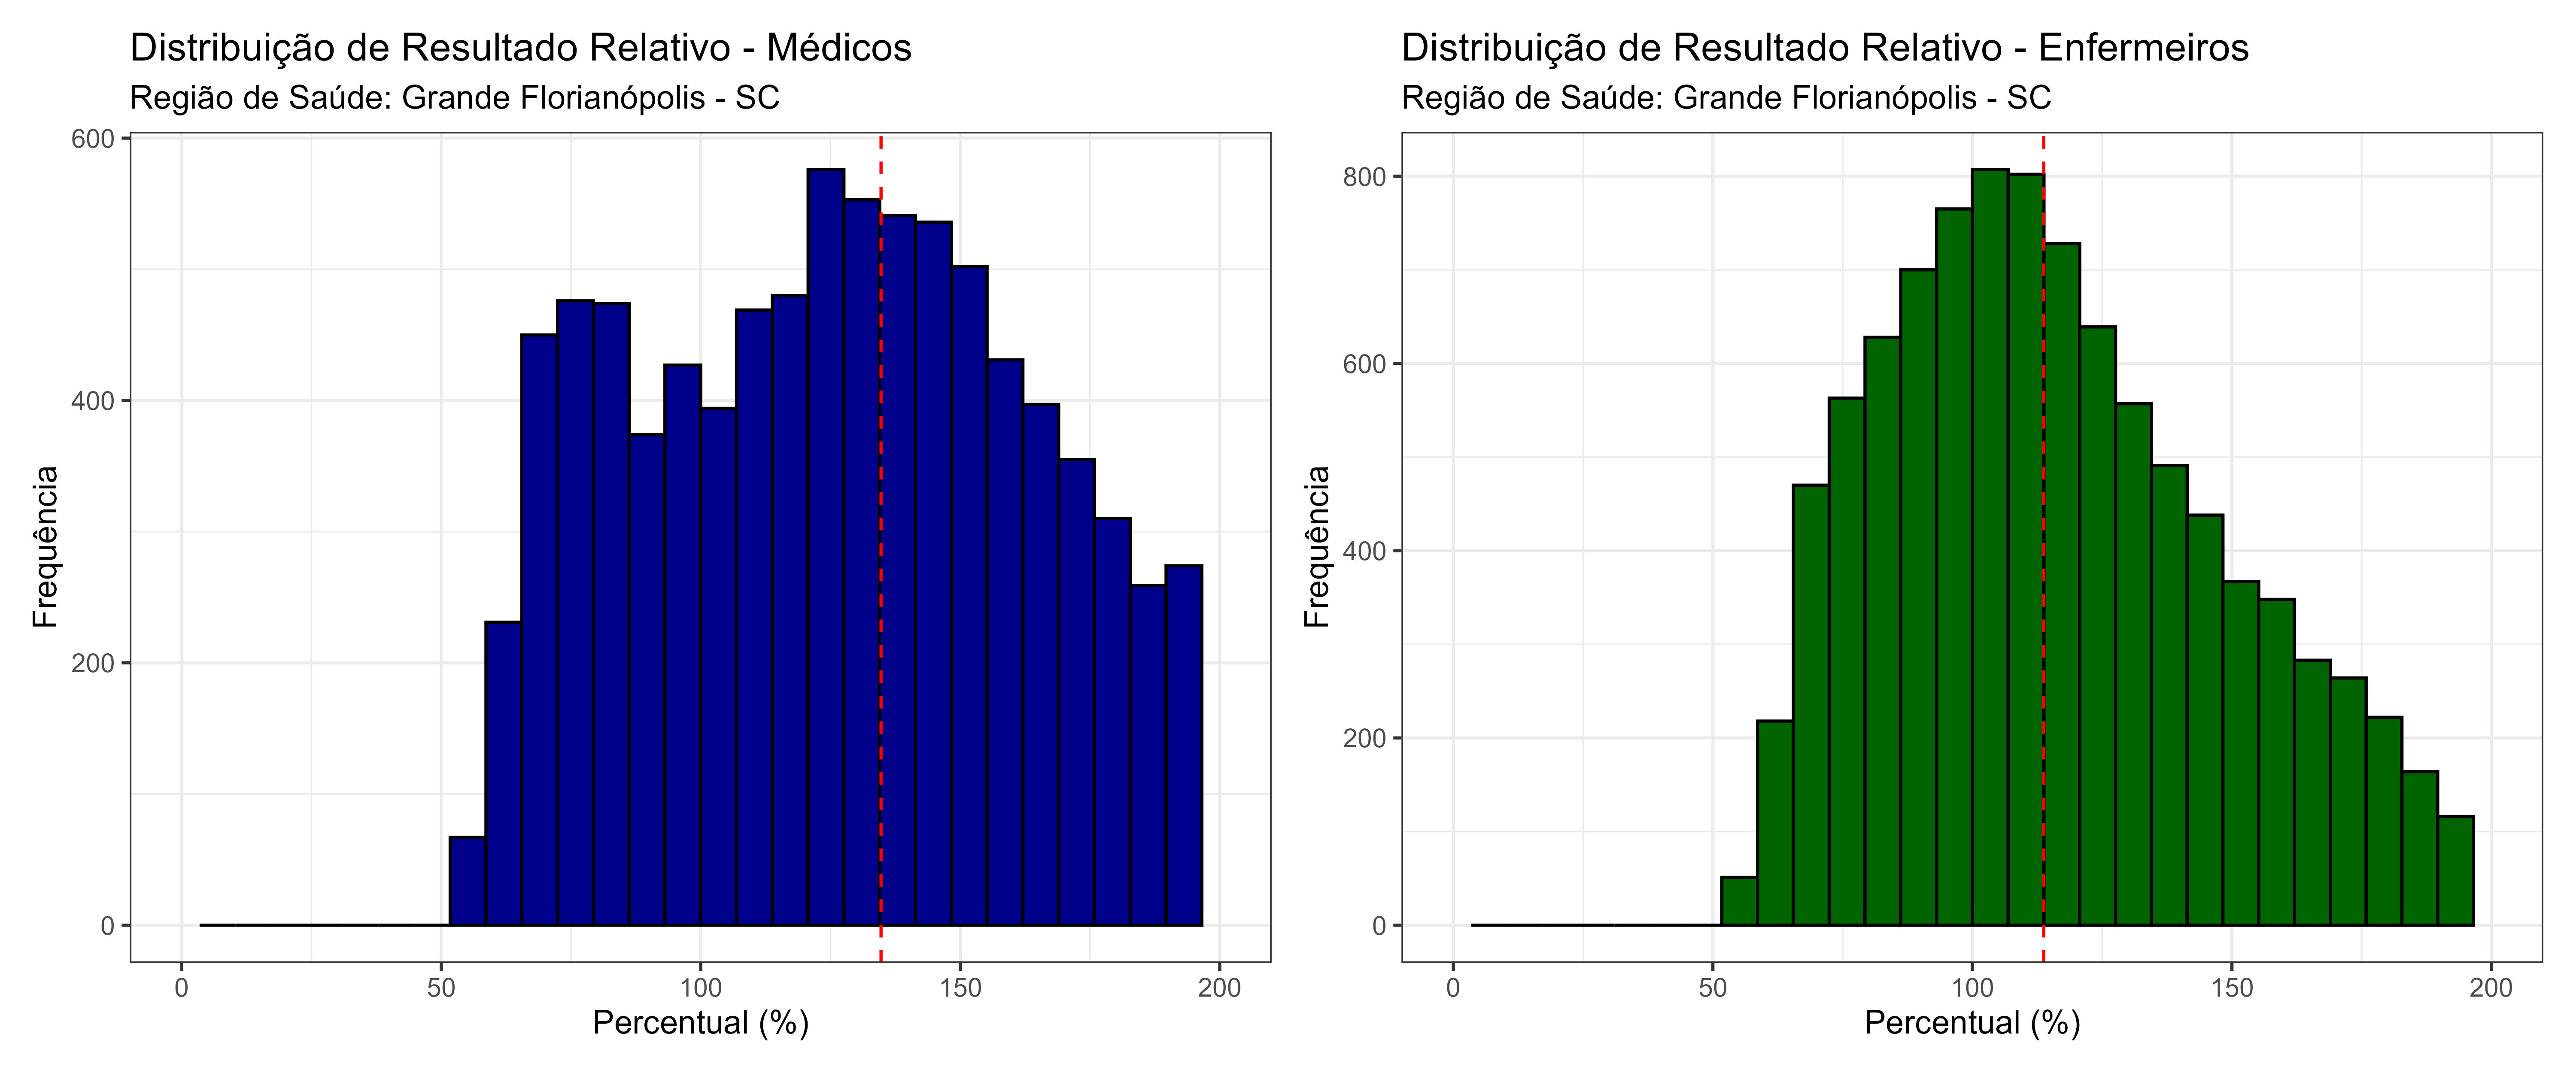 Distribuição de Resultado Relativo - Médicos
Região de Saúde: Grande Florianópolis - SC
600
400
200
0
Frequência
0 50 100 150 200
Percentual (%)
Distribuição de Resultado Relativo - Enfermeiros
Região de Saúde: Grande Florianópolis - SC
800
600
400
200
0
Frequência
0 50 100 150 200
Percentual (%)